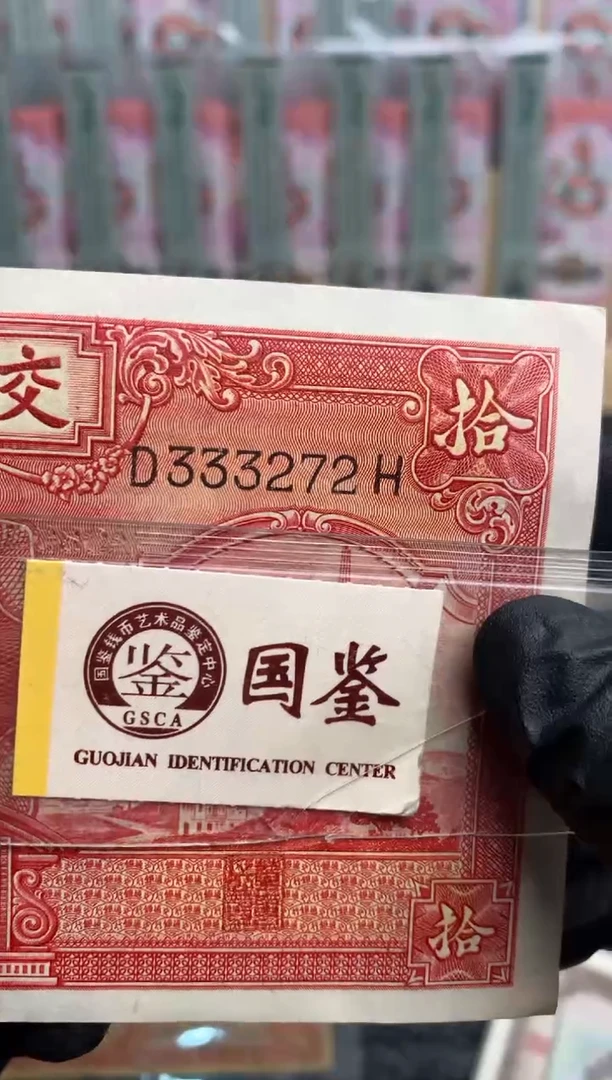 交
拾
D333272H
国鉴钱币艺术品鉴定中心
鉴
GSCA
国鉴
GUOJIAN IDENTIFICATION CENTER
拾